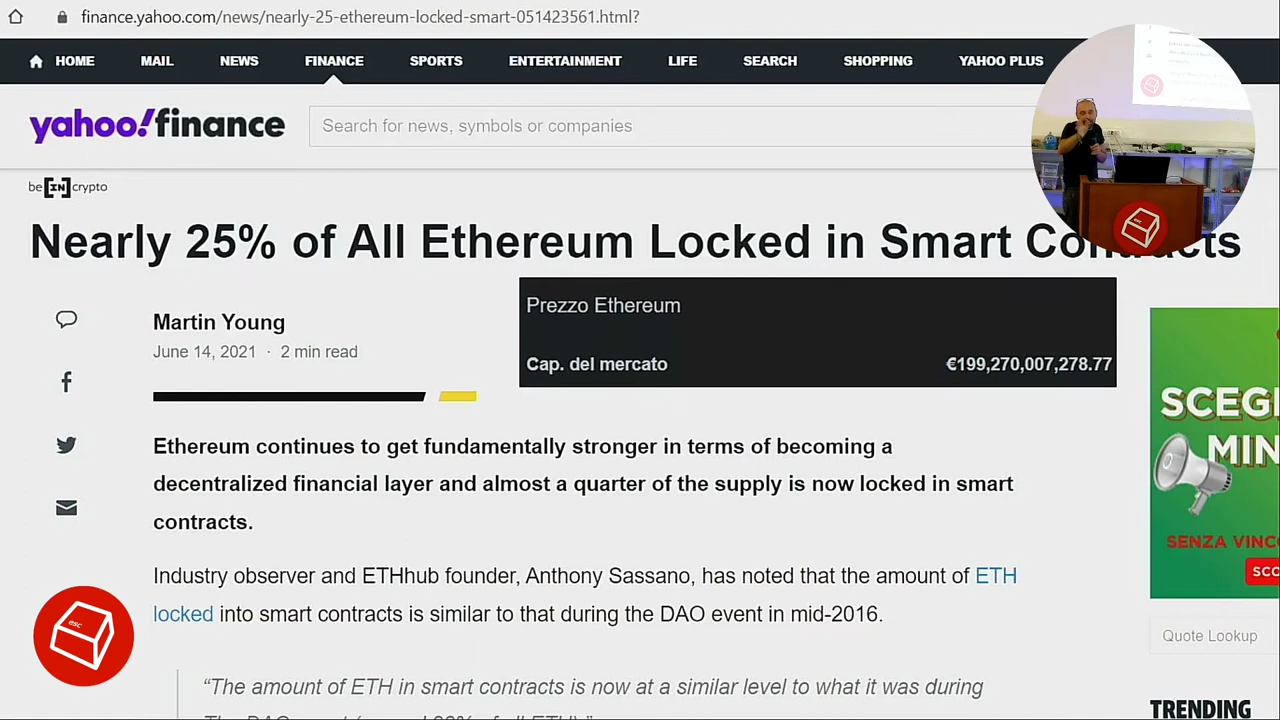 finance.yahoo.com/news/nearly-25-ethereum-locked-smart-051423561.html?
HOME MAIL NEWS FINANCE SPORTS ENTERTAINMENT LIFE SEARCH SHOPPING YAHOO PLUS
yahoo!finance
Search for news, symbols or companies
be[IN]crypto
Nearly 25% of All Ethereum Locked in Smart Contracts
Martin Young
June 14, 2021 · 2 min read
Prezzo Ethereum
Cap. del mercato €199,270,007,278.77
Ethereum continues to get fundamentally stronger in terms of becoming a
decentralized financial layer and almost a quarter of the supply is now locked in smart
contracts.
Industry observer and ETHhub founder, Anthony Sassano, has noted that the amount of ETH
locked into smart contracts is similar to that during the DAO event in mid-2016.
“The amount of ETH in smart contracts is now at a similar level to what it was during
SCEG
MIN
SENZA VINCO
SCO
Quote Lookup
TRENDING
esc
esc